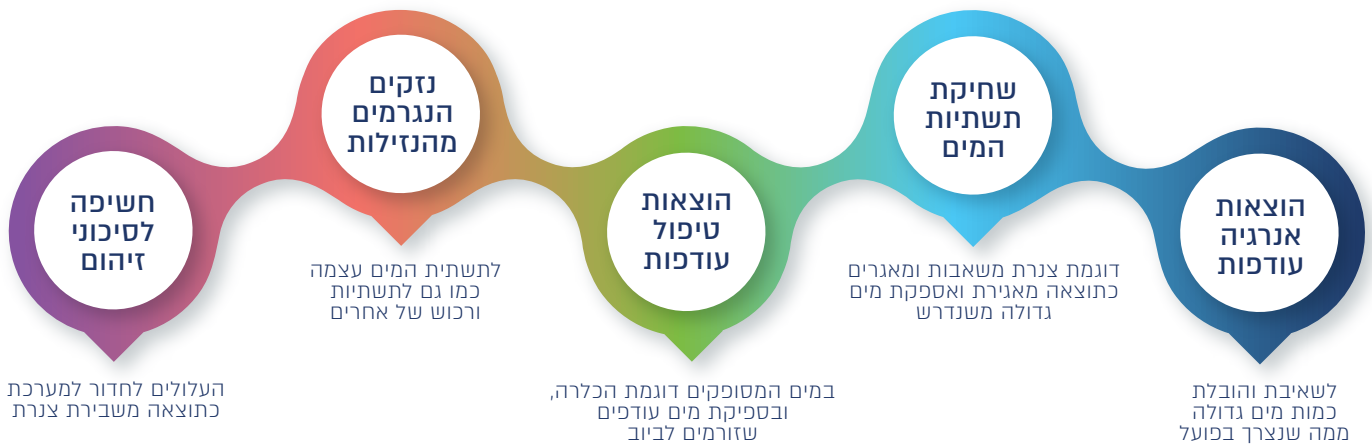 הוצאות
אנרגיה
עודפות
לשאיבת והובלת
כמות מים גדולה
ממה שנצרך בפועל
שחיקת
תשתיות
המים
דוגמת צנרת משאבות ומאגרים
כתוצאה מאגירת ואספקת מים
גדולה משנדרש
הוצאות
טיפול
עודפות
במים המסופקים דוגמת הכלרה,
ובספיקת מים עודפים
שזורמים לביוב
נזקים
הנגרמים
מהנזילות
לתשתית המים עצמה
כמו גם לתשתיות
ורכוש של אחרים
חשיפה
לסיכוני
זיהום
העלולים לחדור למערכת
כתוצאה משבירת צנרת